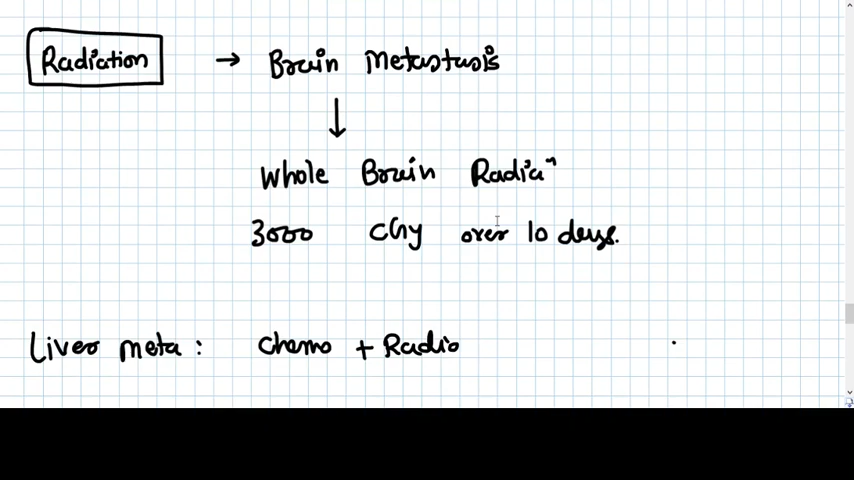 Radiation → Brain Metastasis
↓
Whole Brain Radiaⁿ
3000 cGy over 10 days.
Liver meta : Chemo + Radio